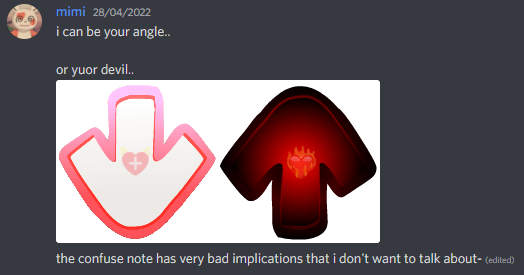 mimi 28/04/2022
i can be your angle..
or yuor devil..
the confuse note has very bad implications that i don't want to talk about- (edited)